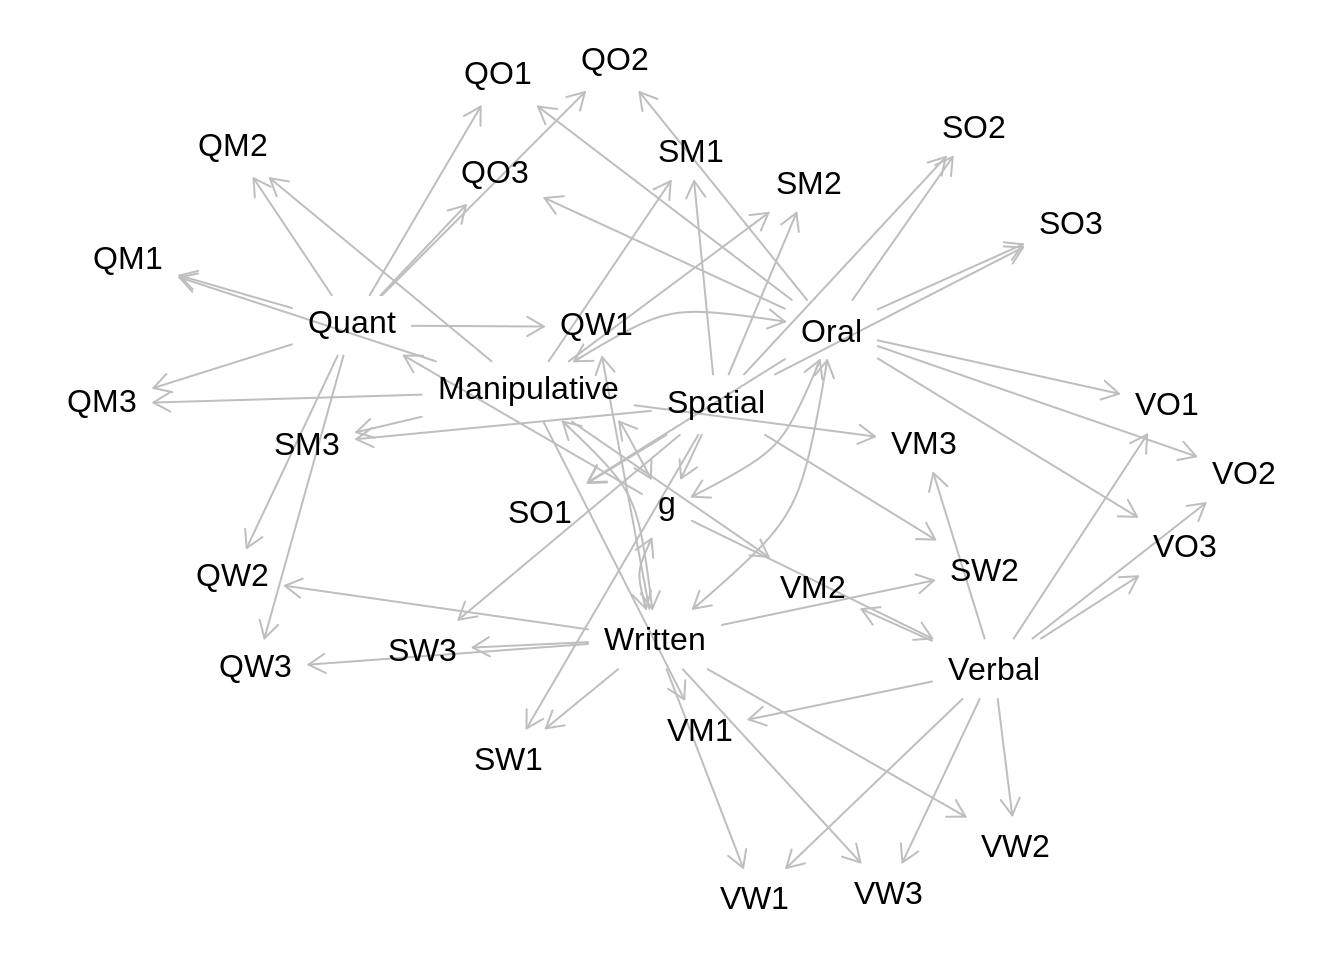 QO2
QO1
SO2
QM2
SM1
QO3
SM2
SO3
QM1
Quant
QW1
Oral
Manipulative
QM3
Spatial
VO1
SM3
VM3
VO2
g
SO1
VO3
SW2
QW2
VM2
Written
SW3
QW3
Verbal
VM1
SW1
VW2
VW3
VW1